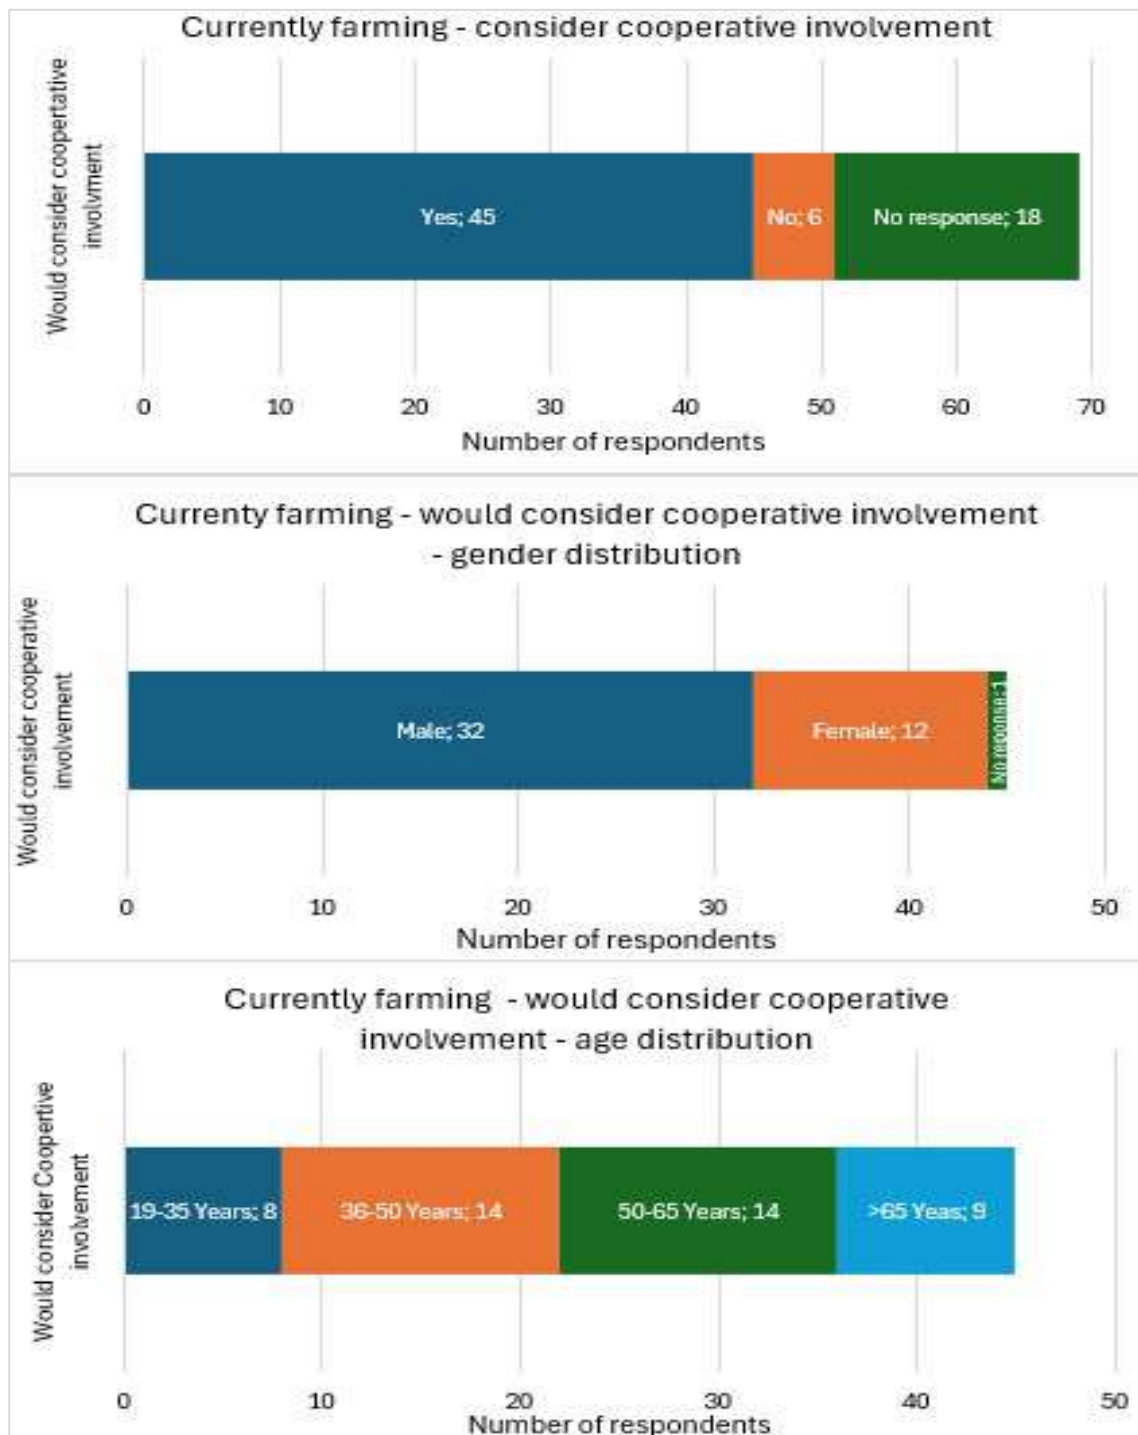 Currently farming - consider cooperative involvement
Would consider coopertative
involvment
Yes; 45
No; 6
No response; 18
0 10 20 30 40 50 60 70
Number of respondents
Currenty farming - would consider cooperative involvement
- gender distribution
Would consider cooperative
involvement
Male; 32
Female; 12
No response; 1
0 10 20 30 40 50
Number of respondents
Currently farming - would consider cooperative
involvement - age distribution
Would consider Coopertive
involvement
19-35 Years; 8
36-50 Years; 14
50-65 Years; 14
>65 Yeas; 9
0 10 20 30 40 50
Number of respondents